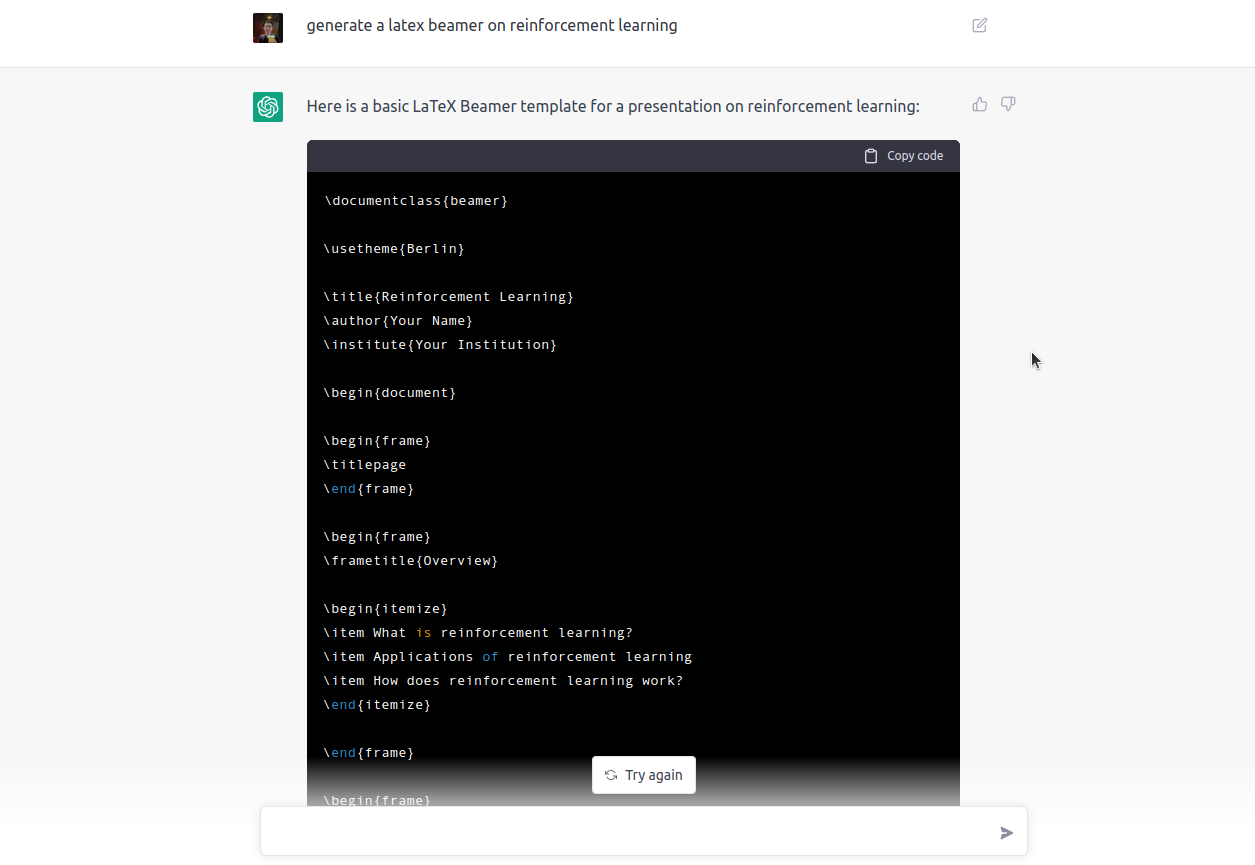 generate a latex beamer on reinforcement learning
Here is a basic LaTeX Beamer template for a presentation on reinforcement learning:
Copy code
\documentclass{beamer}
\usetheme{Berlin}
\title{Reinforcement Learning}
\author{Your Name}
\institute{Your Institution}
\begin{document}
\begin{frame}
\titlepage
\end{frame}
\begin{frame}
\frametitle{Overview}
\begin{itemize}
\item What is reinforcement learning?
\item Applications of reinforcement learning
\item How does reinforcement learning work?
\end{itemize}
\end{frame}
Try again
\begin{frame}